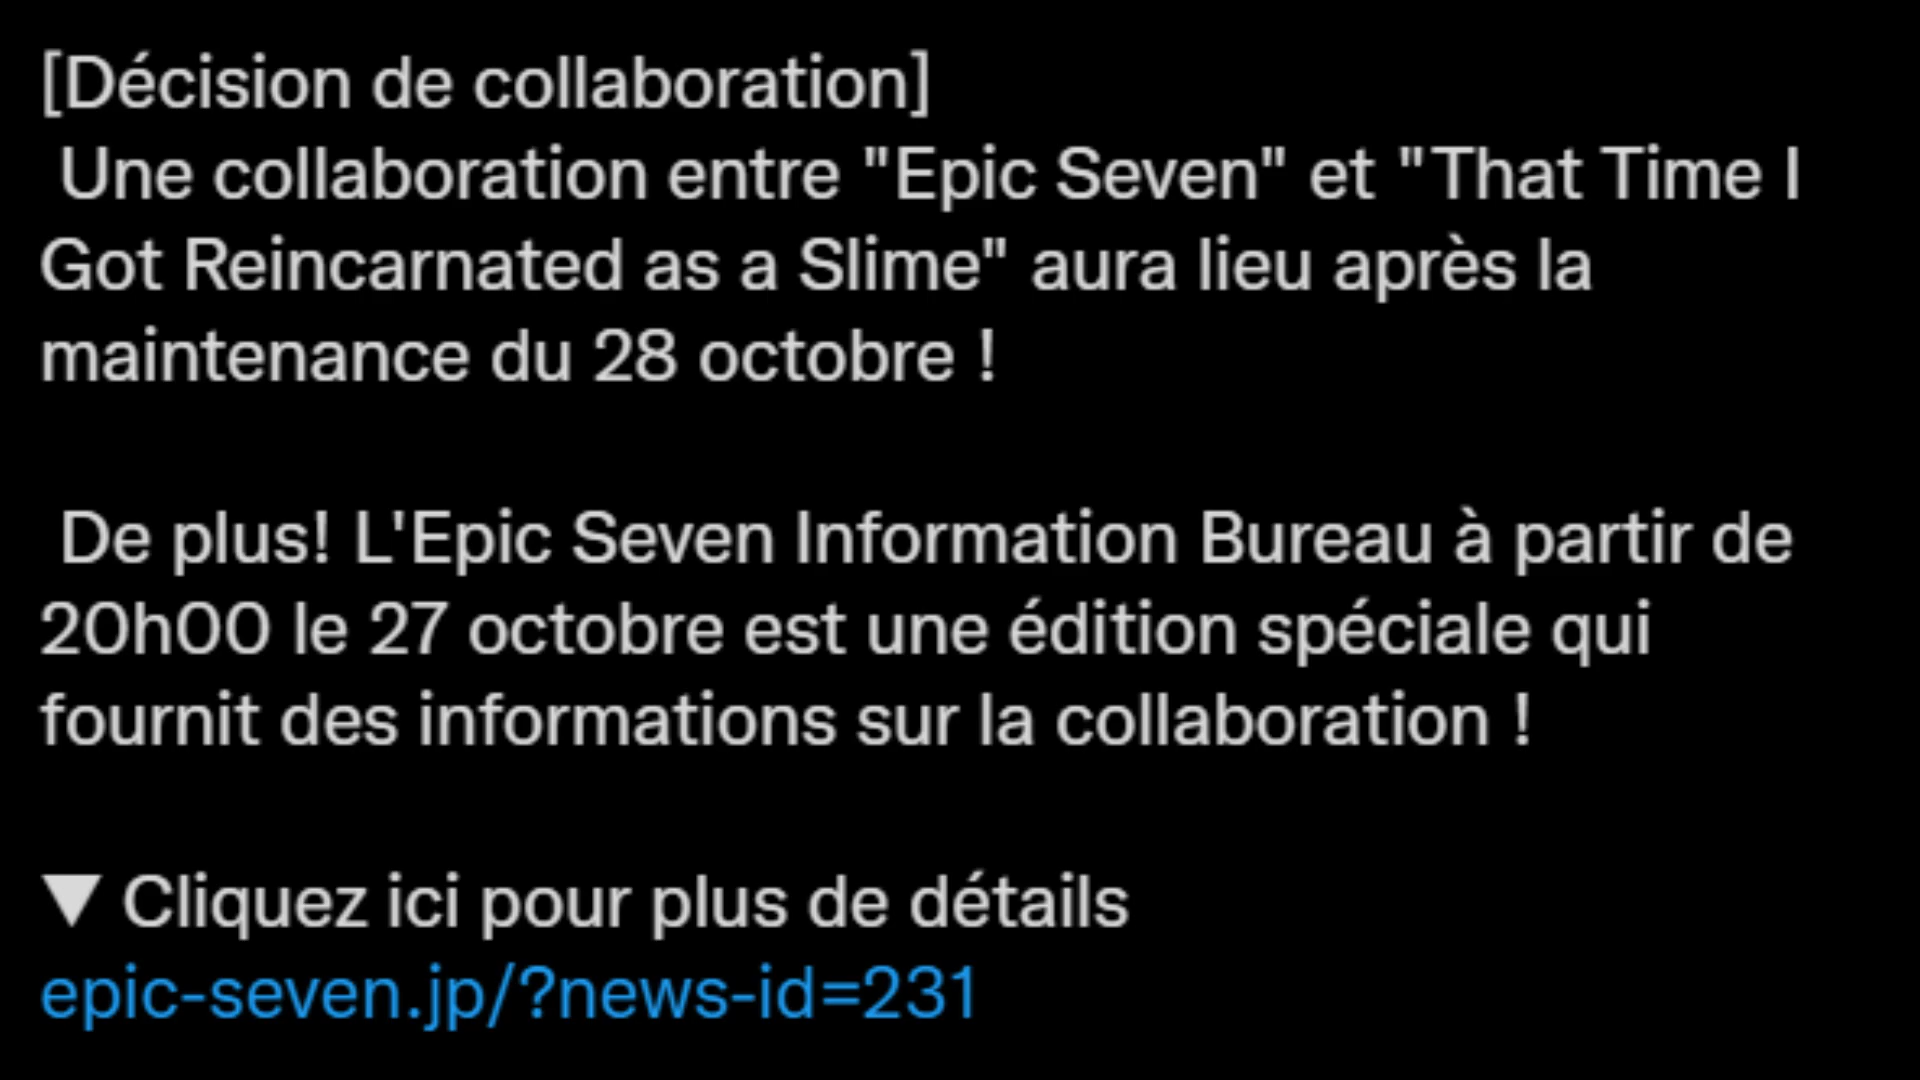 [Décision de collaboration]
Une collaboration entre "Epic Seven" et "That Time I
Got Reincarnated as a Slime" aura lieu après la
maintenance du 28 octobre !
De plus! L'Epic Seven Information Bureau à partir de
20h00 le 27 octobre est une édition spéciale qui
fournit des informations sur la collaboration !
▼ Cliquez ici pour plus de détails
epic-seven.jp/?news-id=231